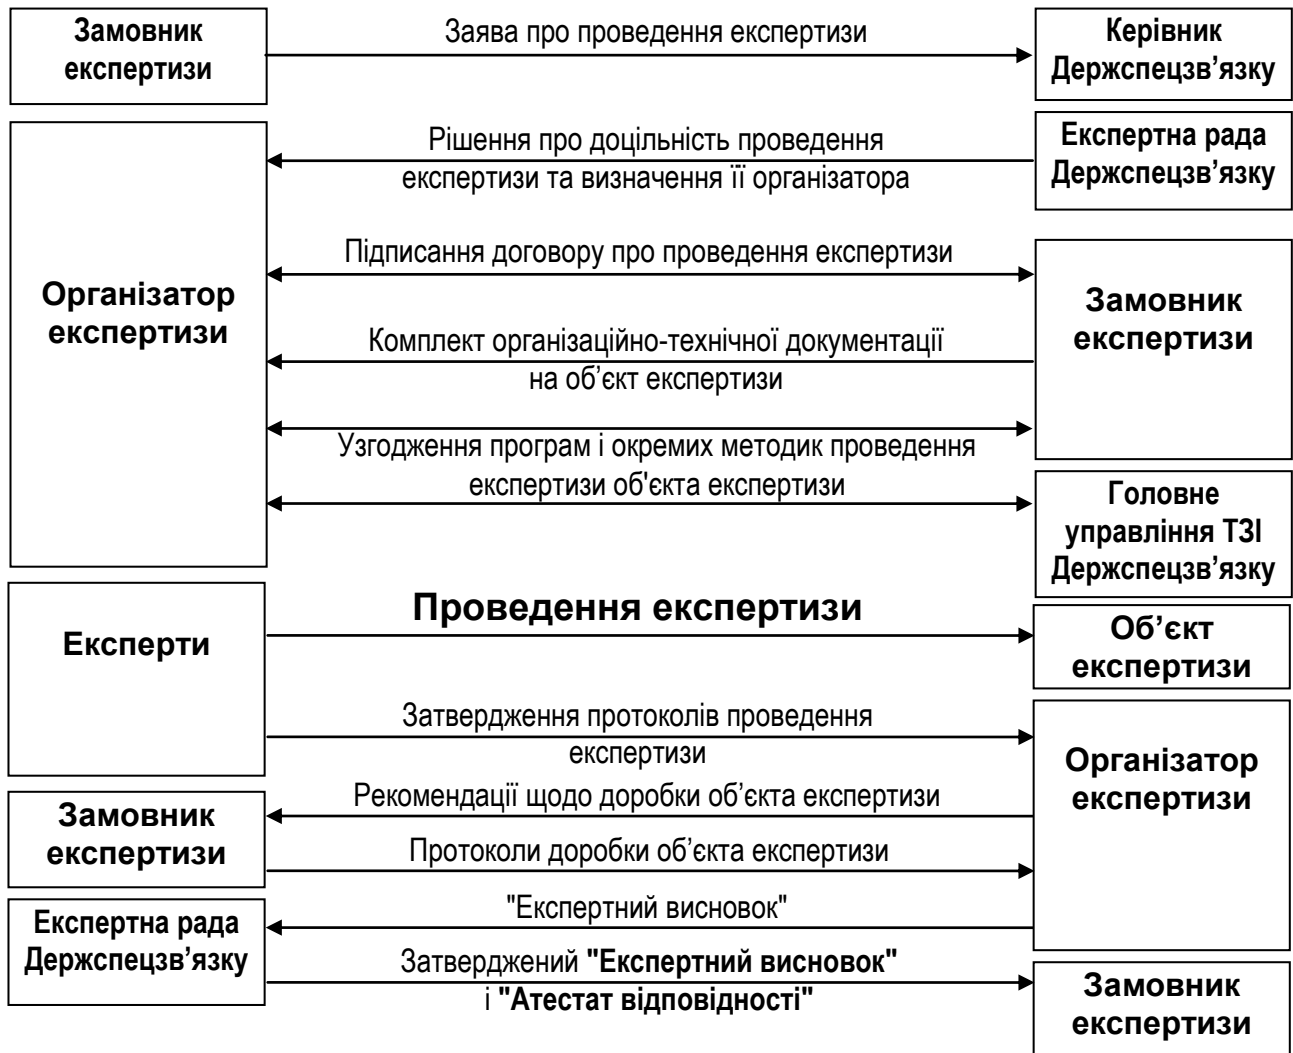 Замовник
експертизи
Заява про проведення експертизи
Керівник
Держспецзв’язку
Рішення про доцільність проведення
експертизи та визначення її організатора
Експертна рада
Держспецзв’язку
Організатор
експертизи
Підписання договору про проведення експертизи
Замовник
експертизи
Комплект організаційно-технічної документації
на об’єкт експертизи
Узгодження програм і окремих методик проведення
експертизи об'єкта експертизи
Головне
управління ТЗІ
Держспецзв’язку
Експерти
Проведення експертизи
Об’єкт
експертизи
Затвердження протоколів проведення
експертизи
Організатор
експертизи
Замовник
експертизи
Рекомендації щодо доробки об’єкта експертизи
Протоколи доробки об’єкта експертизи
Експертна рада
Держспецзв’язку
"Експертний висновок"
Затверджений "Експертний висновок"
і "Атестат відповідності"
Замовник
експертизи